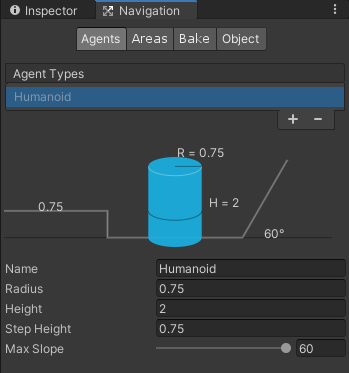 Inspector Navigation
Agents Areas Bake Object
Agent Types
Humanoid
+ −
R = 0.75
0.75 H = 2
60°
Name Humanoid
Radius 0.75
Height 2
Step Height 0.75
Max Slope 60